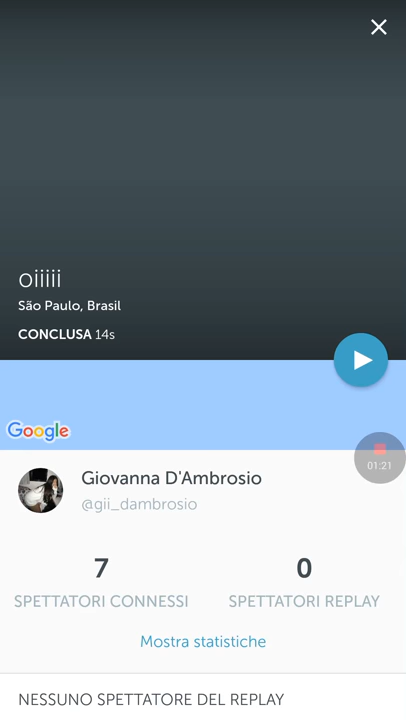 oiiiii
São Paulo, Brasil
CONCLUSA 14s
Google
01:21
Giovanna D'Ambrosio
@gii_dambrosio
7 0
SPETTATORI CONNESSI SPETTATORI REPLAY
Mostra statistiche
NESSUNO SPETTATORE DEL REPLAY